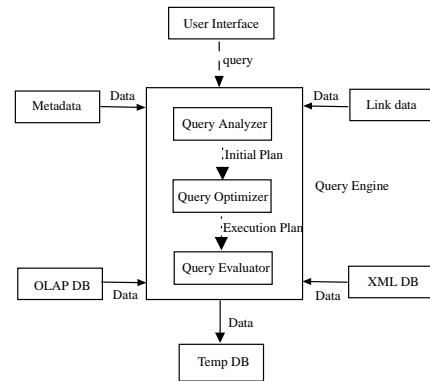 User Interface
query
Data
Data
Metadata
Link data
Query Analyzer
Initial Plan
Query Optimizer
Query Engine
Execution Plan
Query Evaluator
OLAP DB
XML DB
Data
Data
Data
Temp DB